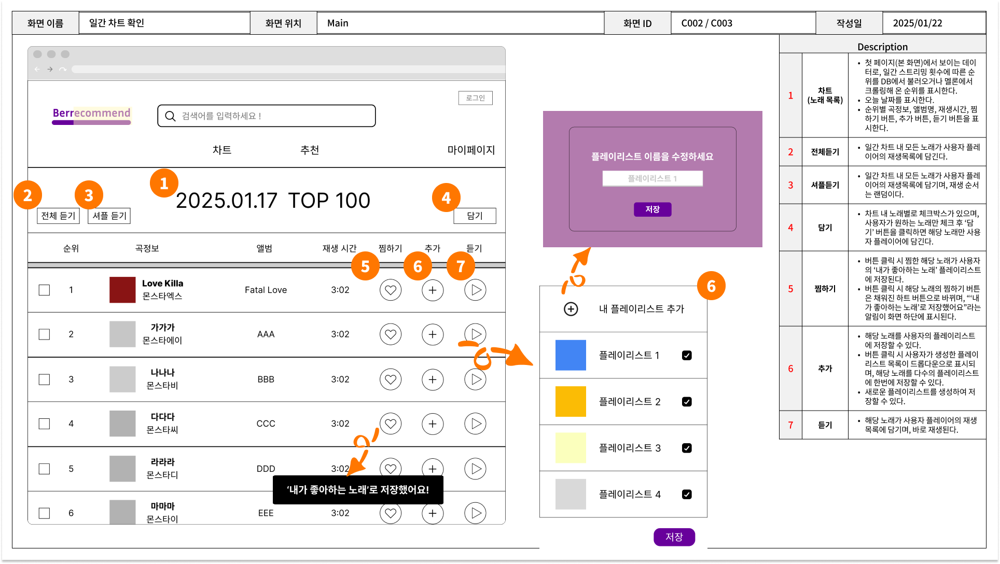 화면 이름 일간 차트 확인 화면 위치 Main 화면 ID C002 / C003 작성일 2025/01/22
로그인
Berrecommend
검색어를 입력하세요 !
차트 추천 마이페이지
1
2 3 4
2025.01.17 TOP 100
전체 듣기 셔플 듣기 담기
순위 곡정보 앨범 재생 시간 찜하기 추가 듣기
5 6 7
1 Love Killa Fatal Love 3:02
몬스타엑스
2 가가가 AAA 3:02
몬스타에이
3 나나나 BBB 3:02
몬스타비
4 다다다 CCC 3:02
몬스타씨
5 라라라 DDD 3:02
몬스타디
‘내가 좋아하는 노래’로 저장했어요!
6 마마마 EEE 3:02
몬스타이
플레이리스트 이름을 수정하세요
플레이리스트 1
저장
6
내 플레이리스트 추가
플레이리스트 1
플레이리스트 2
플레이리스트 3
플레이리스트 4
저장
Description
1
차트
(노래 목록)
• 첫 페이지(본 화면)에서 보이는 데이
터로, 일간 스트리밍 횟수에 따른 순
위를 DB에서 불러오거나 멜론에서
크롤링해 온 순위를 표시한다.
• 오늘 날짜를 표시한다.
• 순위별 곡정보, 앨범명, 재생시간, 찜
하기 버튼, 추가 버튼, 듣기 버튼을 표
시한다.
2
전체듣기
• 일간 차트 내 모든 노래가 사용자 플레
이어의 재생목록에 담긴다.
3
셔플듣기
• 일간 차트 내 모든 노래가 사용자 플레
이어의 재생목록에 담기며, 재생 순서
는 랜덤이다.
4
담기
• 차트 내 노래별로 체크박스가 있으며,
사용자가 원하는 노래만 체크 후 ‘담
기’ 버튼을 클릭하면 해당 노래만 사용
자 플레이어에 담긴다.
5
찜하기
• 버튼 클릭 시 찜한 해당 노래가 사용자
의 ‘내가 좋아하는 노래’ 플레이리스트
에 저장된다.
• 버튼 클릭 시 해당 노래의 찜하기 버튼
은 채워진 하트 버튼으로 바뀌며, “‘내
가 좋아하는 노래’로 저장했어요”라는
알림이 화면 하단에 표시된다.
6
추가
• 해당 노래를 사용자의 플레이리스트
에 저장할 수 있다.
• 버튼 클릭 시 사용자가 생성한 플레이
리스트 목록이 드롭다운으로 표시되
며, 해당 노래를 다수의 플레이리스트
에 한번에 저장할 수 있다.
• 새로운 플레이리스트를 생성하여 저
장할 수 있다.
7
듣기
• 해당 노래가 사용자 플레이어의 재생
목록에 담기며, 바로 재생된다.